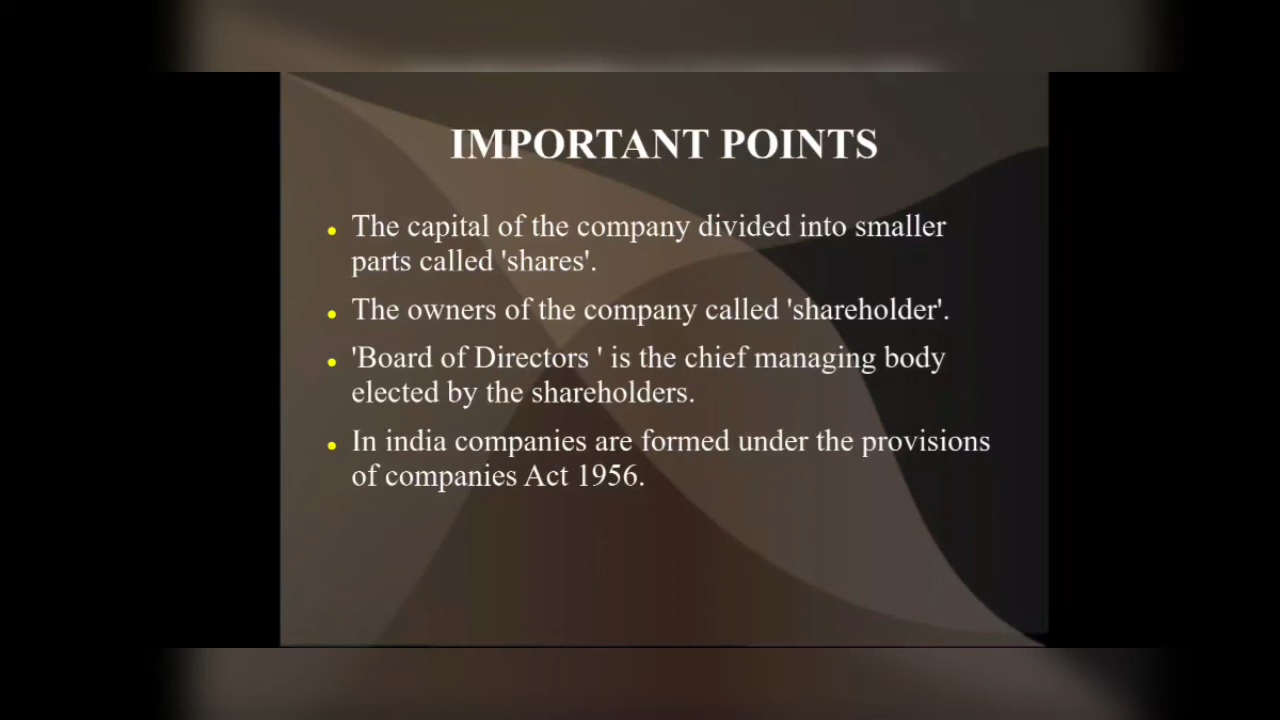 IMPORTANT POINTS
The capital of the company divided into smaller
parts called 'shares'.
The owners of the company called 'shareholder'.
'Board of Directors ' is the chief managing body
elected by the shareholders.
In india companies are formed under the provisions
of companies Act 1956.